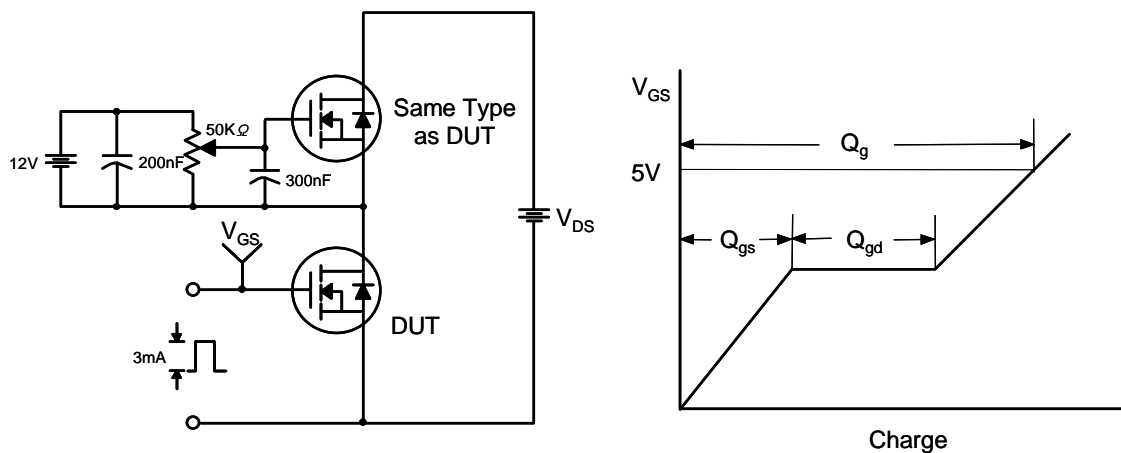 12V
200nF
50KΩ
300nF
Same Type
as DUT
V_DS
V_GS
DUT
3mA
V_GS
Q_g
5V
Q_gs
Q_gd
Charge